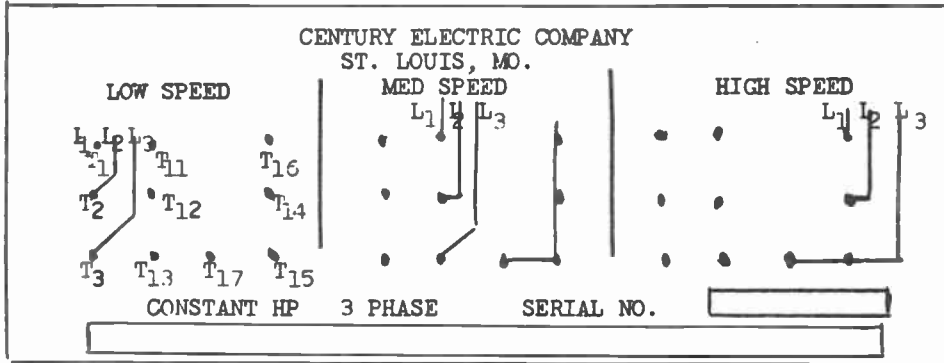 CENTURY ELECTRIC COMPANY
ST. LOUIS, MO.
LOW SPEED MED SPEED HIGH SPEED
L1 L2 L3 L1 L2 L3 L1 L2 L3
T1 T11 T16
T2 T12 T14
T3 T13 T17 T15
CONSTANT HP 3 PHASE SERIAL NO.